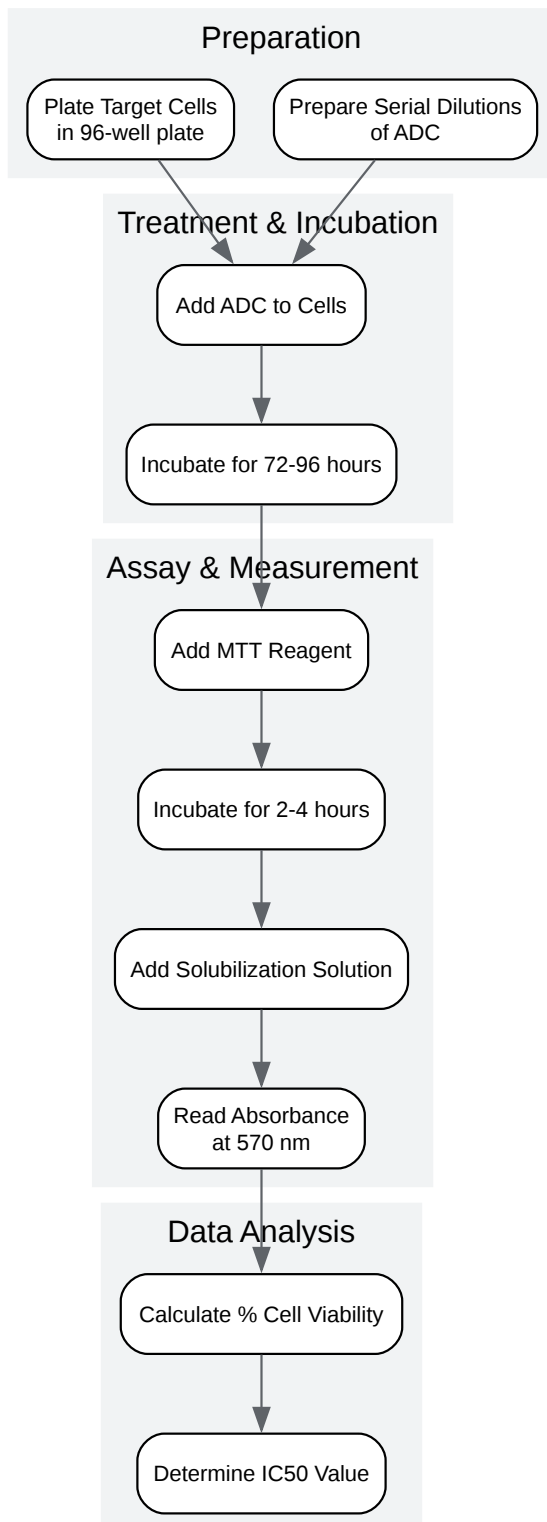 Preparation
Plate Target Cells
in 96-well plate
Prepare Serial Dilutions
of ADC
Treatment & Incubation
Add ADC to Cells
Incubate for 72-96 hours
Assay & Measurement
Add MTT Reagent
Incubate for 2-4 hours
Add Solubilization Solution
Read Absorbance
at 570 nm
Data Analysis
Calculate % Cell Viability
Determine IC50 Value